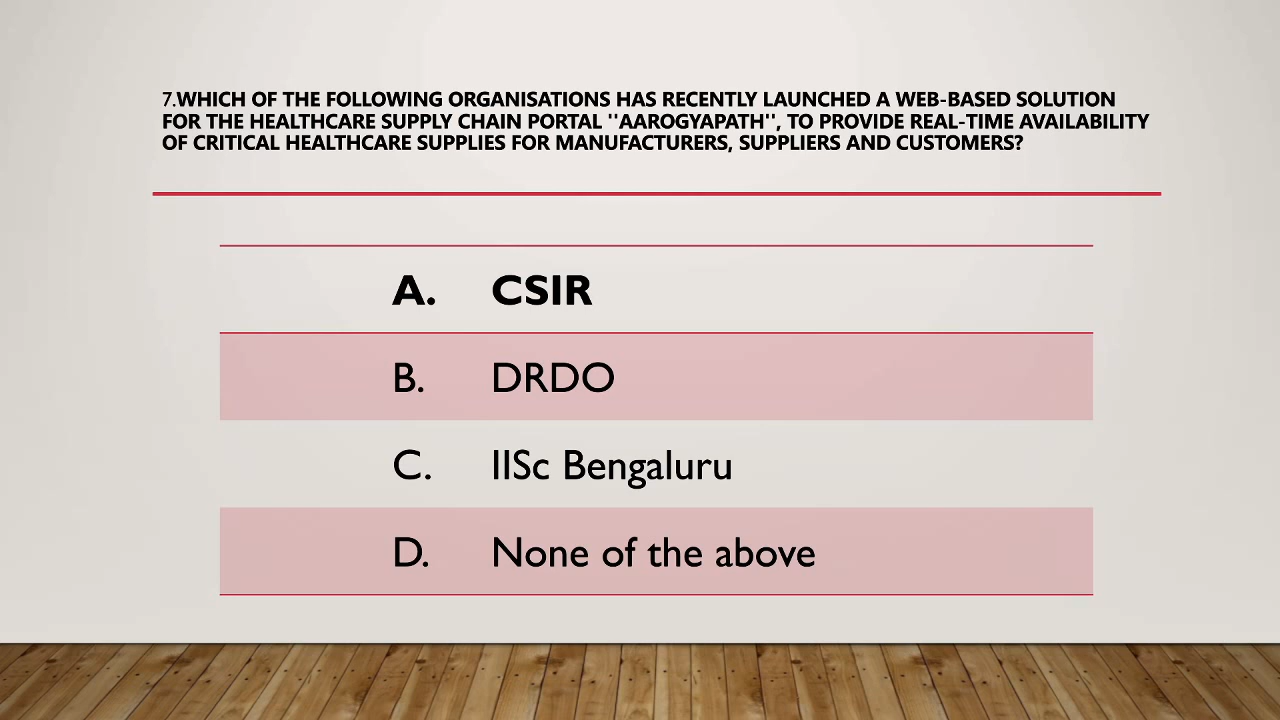 7.WHICH OF THE FOLLOWING ORGANISATIONS HAS RECENTLY LAUNCHED A WEB-BASED SOLUTION
FOR THE HEALTHCARE SUPPLY CHAIN PORTAL ''AAROGYAPATH'', TO PROVIDE REAL-TIME AVAILABILITY
OF CRITICAL HEALTHCARE SUPPLIES FOR MANUFACTURERS, SUPPLIERS AND CUSTOMERS?
A. CSIR
B. DRDO
C. IISc Bengaluru
D. None of the above